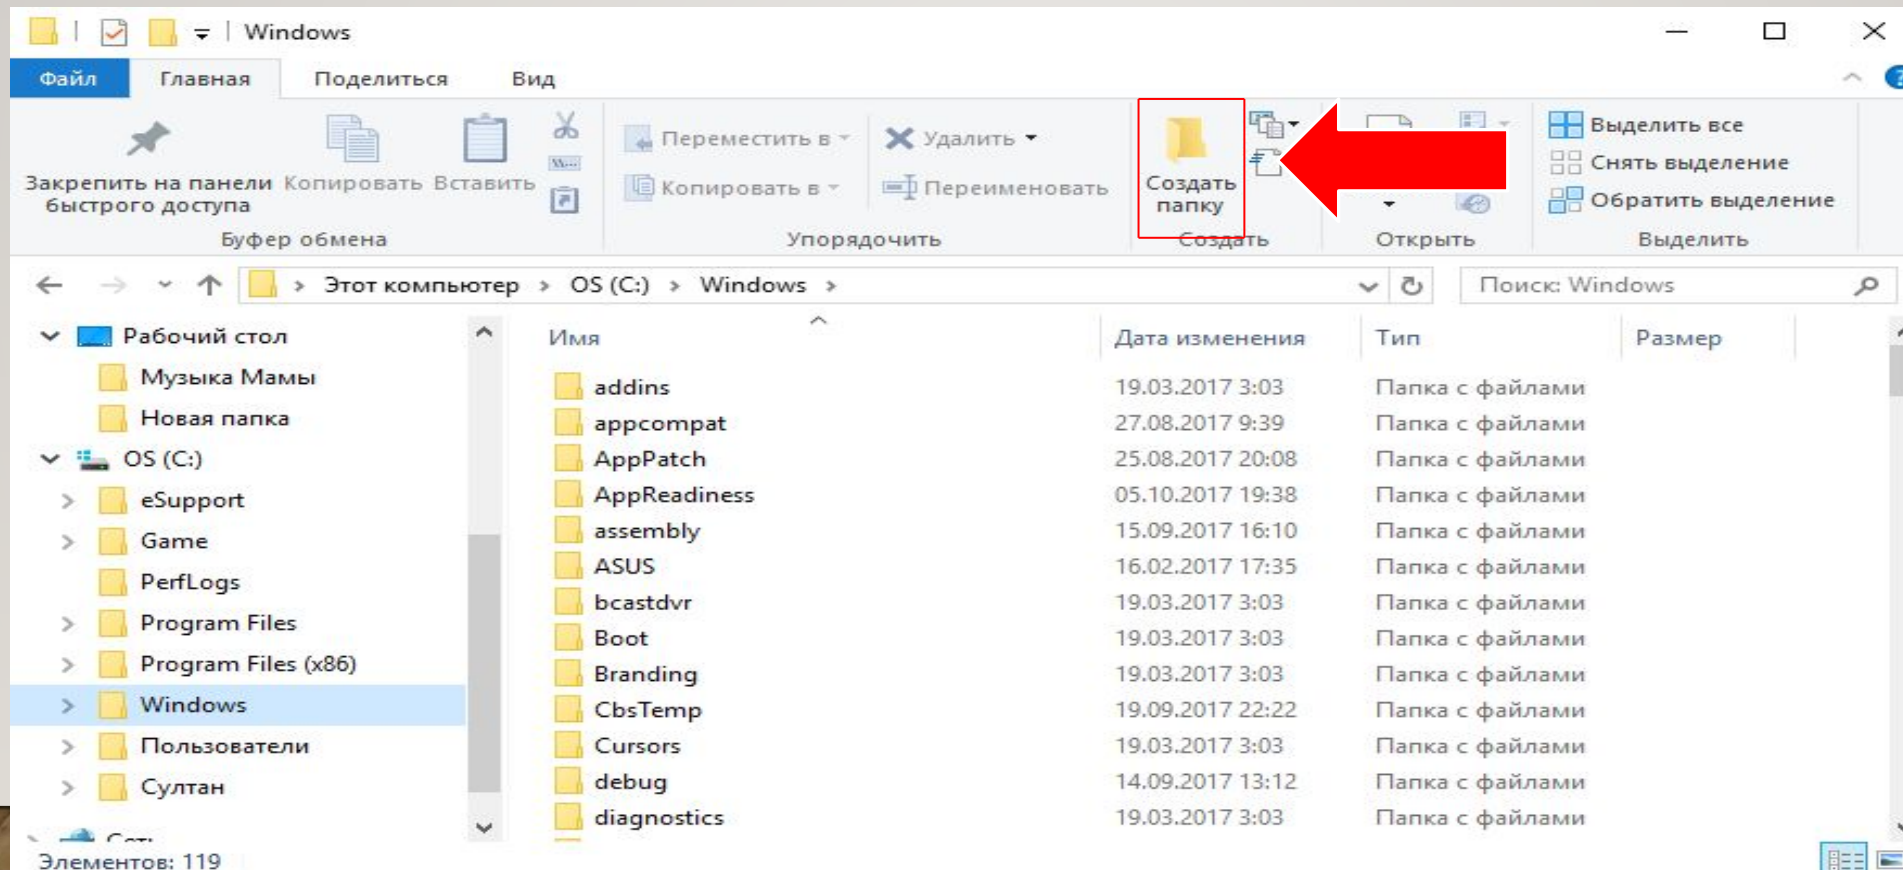 Windows
Файл Главная Поделиться Вид
Закрепить на панели быстрого доступа
Копировать
Вставить
Переместить в
Копировать в
Удалить
Переименовать
Создать папку
Выделить все
Снять выделение
Обратить выделение
Буфер обмена Упорядочить Создать Открыть Выделить
Этот компьютер > OS (C:) > Windows >
Поиск: Windows
Рабочий стол
Музыка Мамы
Новая папка
OS (C:)
eSupport
Game
PerfLogs
Program Files
Program Files (x86)
Windows
Пользователи
Султан
Сеть
Имя Дата изменения Тип Размер
addins 19.03.2017 3:03 Папка с файлами
appcompat 27.08.2017 9:39 Папка с файлами
AppPatch 25.08.2017 20:08 Папка с файлами
AppReadiness 05.10.2017 19:38 Папка с файлами
assembly 15.09.2017 16:10 Папка с файлами
ASUS 16.02.2017 17:35 Папка с файлами
bcastdvr 19.03.2017 3:03 Папка с файлами
Boot 19.03.2017 3:03 Папка с файлами
Branding 19.03.2017 3:03 Папка с файлами
CbsTemp 19.09.2017 22:22 Папка с файлами
Cursors 19.03.2017 3:03 Папка с файлами
debug 14.09.2017 13:12 Папка с файлами
diagnostics 19.03.2017 3:03 Папка с файлами
Элементов: 119